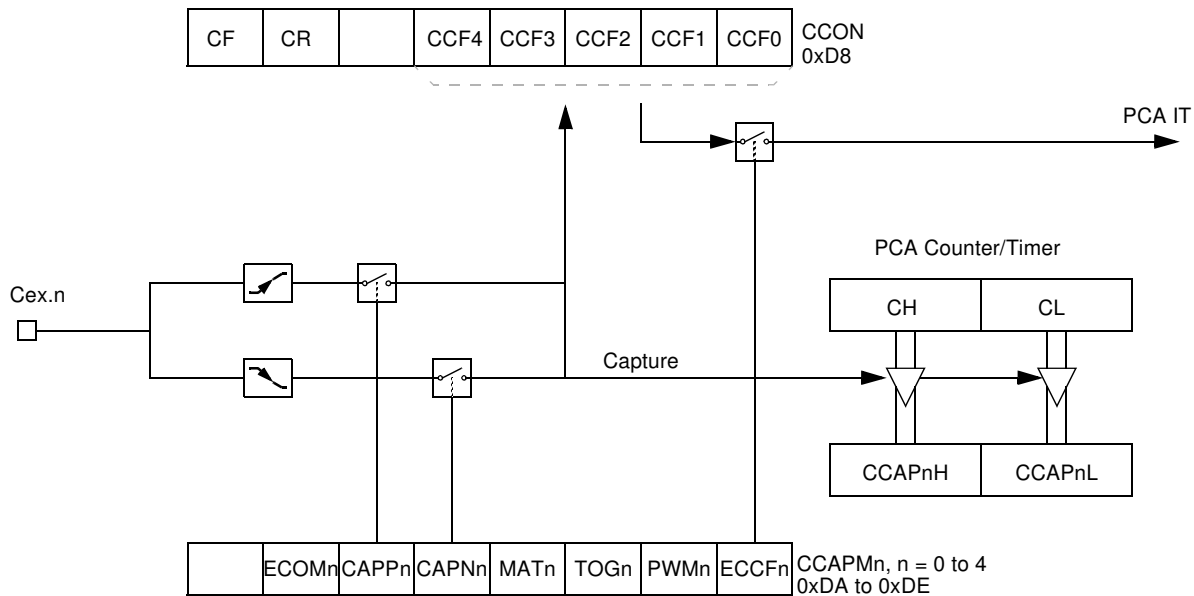 CF CR CCF4 CCF3 CCF2 CCF1 CCF0 CCON
0xD8
PCA IT
PCA Counter/Timer
Cex.n
CH CL
Capture
CCAPnH CCAPnL
ECOMn CAPPn CAPNn MATn TOGn PWMn ECCFn CCAPMn, n = 0 to 4
0xDA to 0xDE